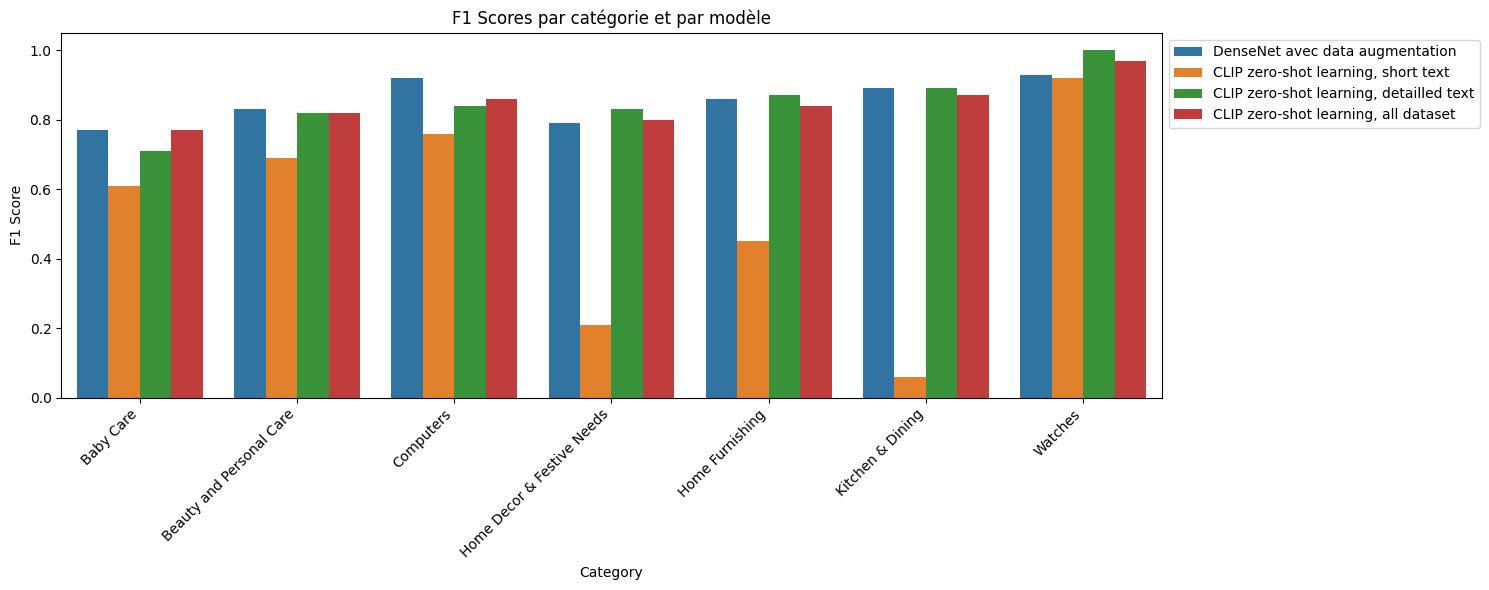 F1 Scores par catégorie et par modèle
F1 Score
1.0
0.8
0.6
0.4
0.2
0.0
Baby Care
Beauty and Personal Care
Computers
Home Decor & Festive Needs
Home Furnishing
Kitchen & Dining
Watches
Category
DenseNet avec data augmentation
CLIP zero-shot learning, short text
CLIP zero-shot learning, detailled text
CLIP zero-shot learning, all dataset